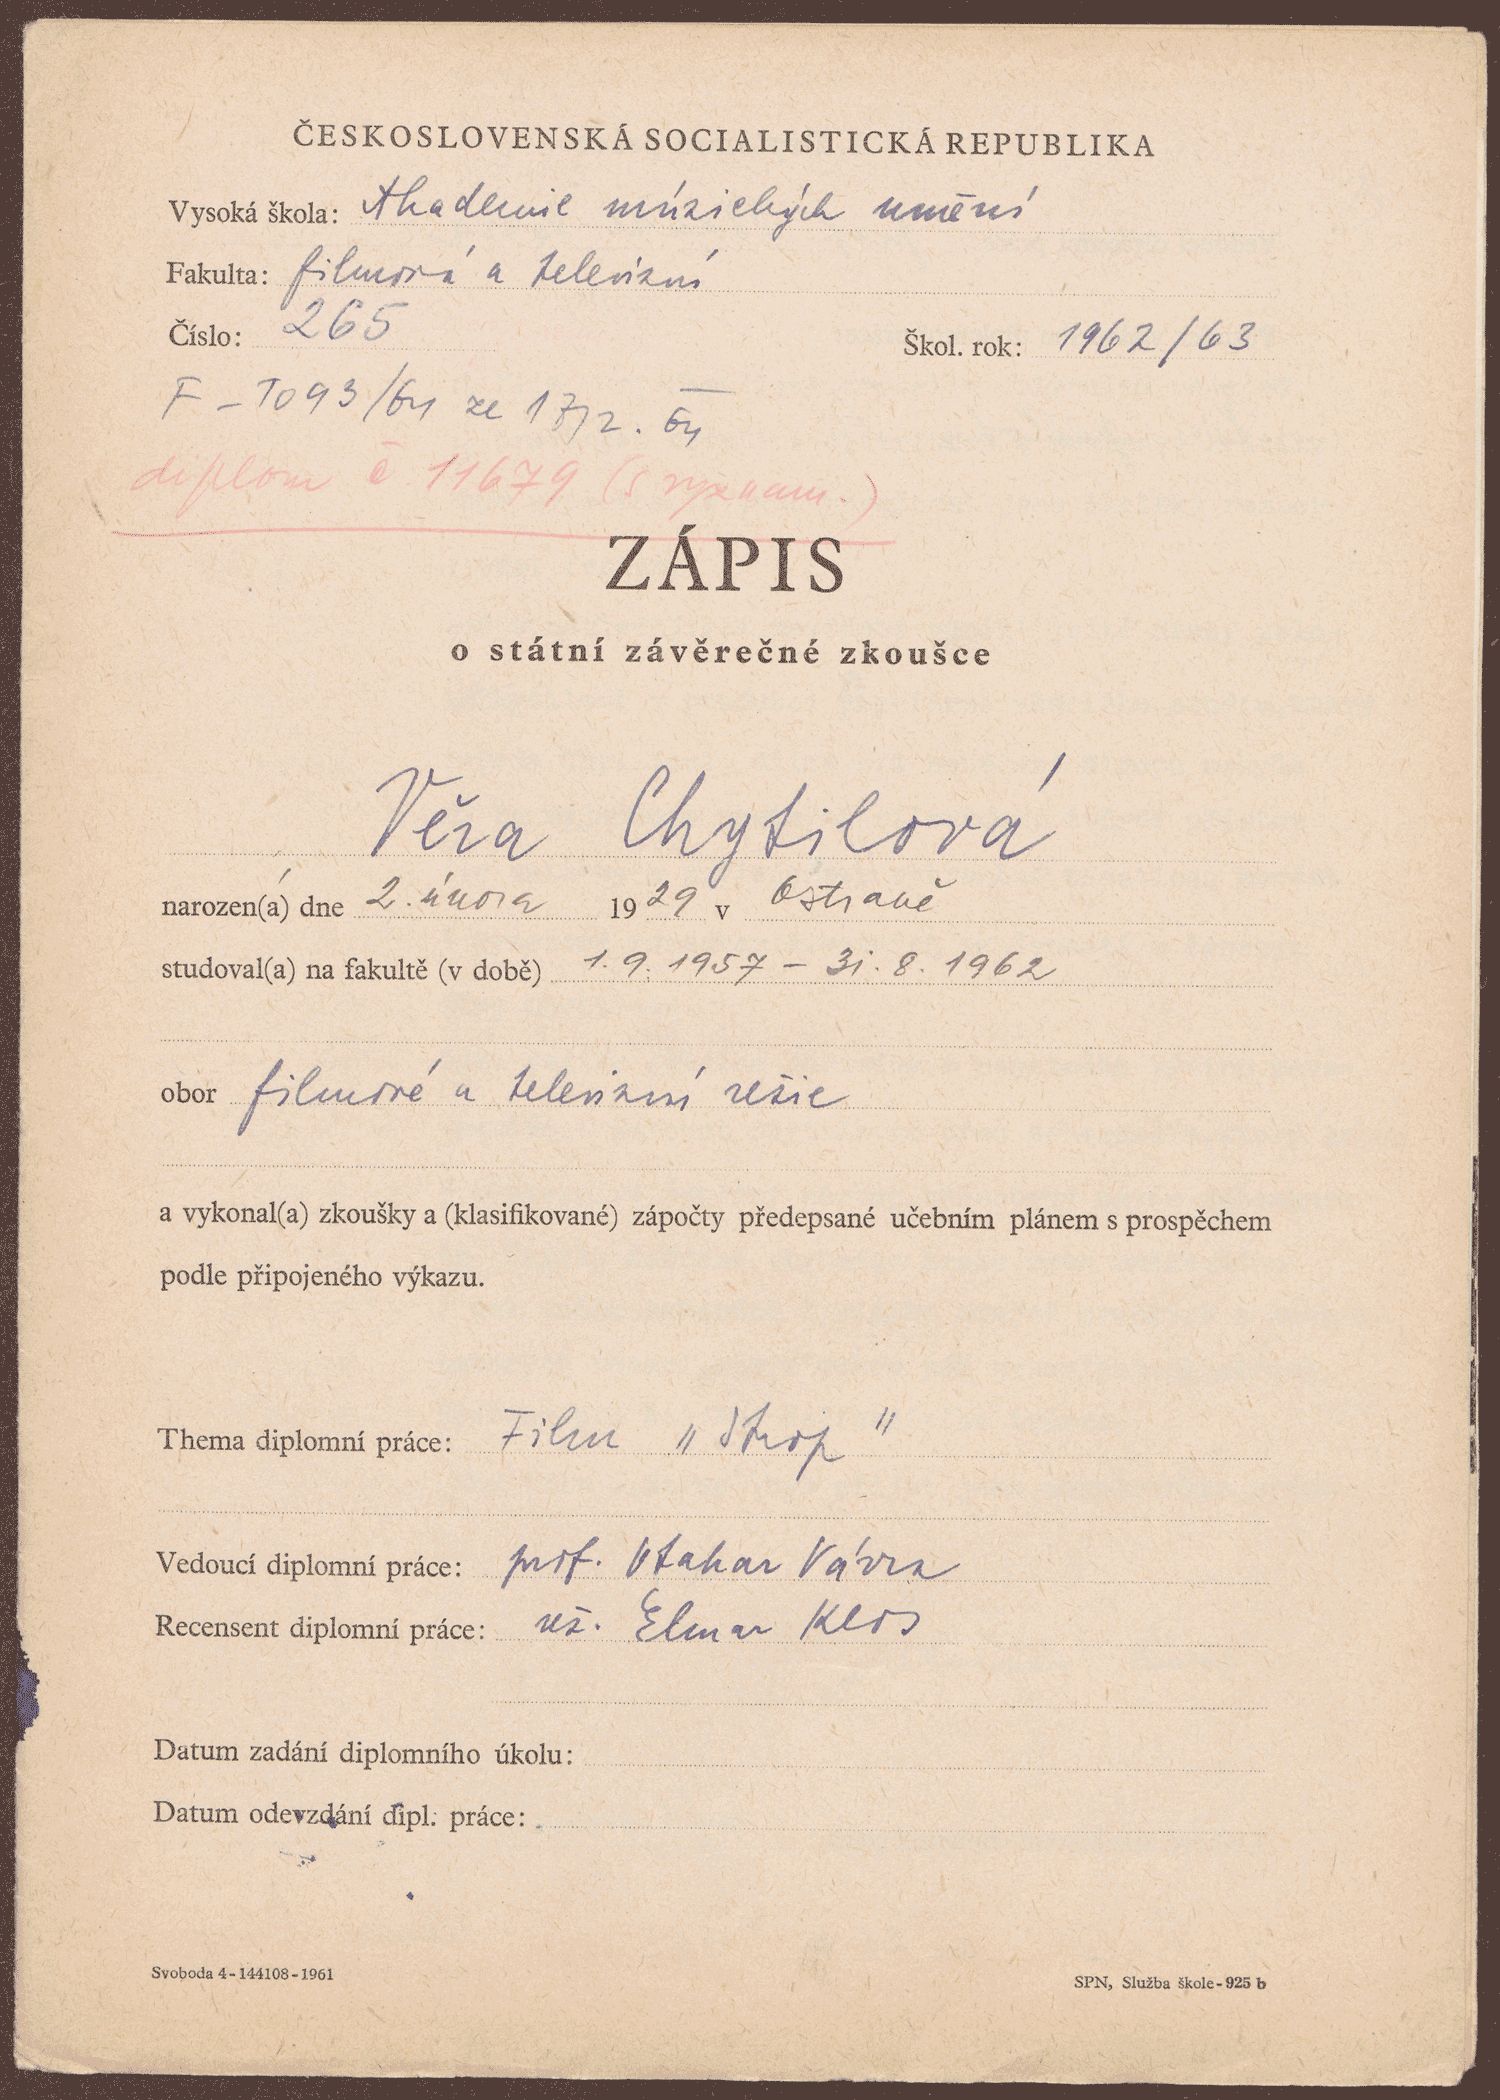 ČESKOSLOVENSKÁ SOCIALISTICKÁ REPUBLIKA
Vysoká škola: Akademie múzických umění
Fakulta: filmová a televizní
Číslo: 265
Škol. rok: 1962/63
F - 1093/64 ze
diplom č 11679 (s vyznam.)
ZÁPIS
o státní závěrečné zkoušce
Věra Chytilová
narozen(á) dne 2. února 1929 v Ostravě
studoval(a) na fakultě (v době) 1.9.1957 - 31.8.1962
obor filmové a televizní režie
a vykonal(a) zkoušky a (klasifikované) zápočty předepsané učebním plánem s prospěchem
podle připojeného výkazu.
Thema diplomní práce: Film „Strop"
Vedoucí diplomní práce: prof. Otakar Vávra
Recensent diplomní práce: rež. Elmar Klos
Datum zadání diplomního úkolu:
Datum odevzdání dipl. práce:
Svoboda 4-144108-1961
SPN, Služba škole-925 b